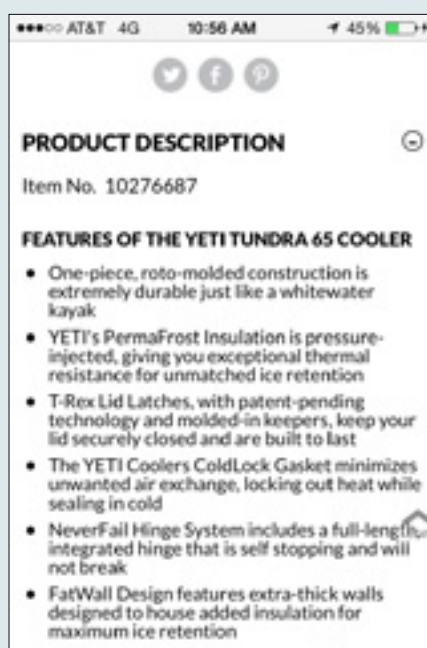 AT&T 4G 10:56 AM 45%
PRODUCT DESCRIPTION
Item No. 10276687
FEATURES OF THE YETI TUNDRA 65 COOLER
• One-piece, roto-molded construction is
extremely durable just like a whitewater
kayak
• YETI's PermaFrost Insulation is pressure-
injected, giving you exceptional thermal
resistance for unmatched ice retention
• T-Rex Lid Latches, with patent-pending
technology and molded-in keepers, keep your
lid securely closed and are built to last
• The YETI Coolers ColdLock Gasket minimizes
unwanted air exchange, locking out heat while
sealing in cold
• NeverFail Hinge System includes a full-length,
integrated hinge that is self stopping and will
not break
• FatWall Design features extra-thick walls
designed to house added insulation for
maximum ice retention